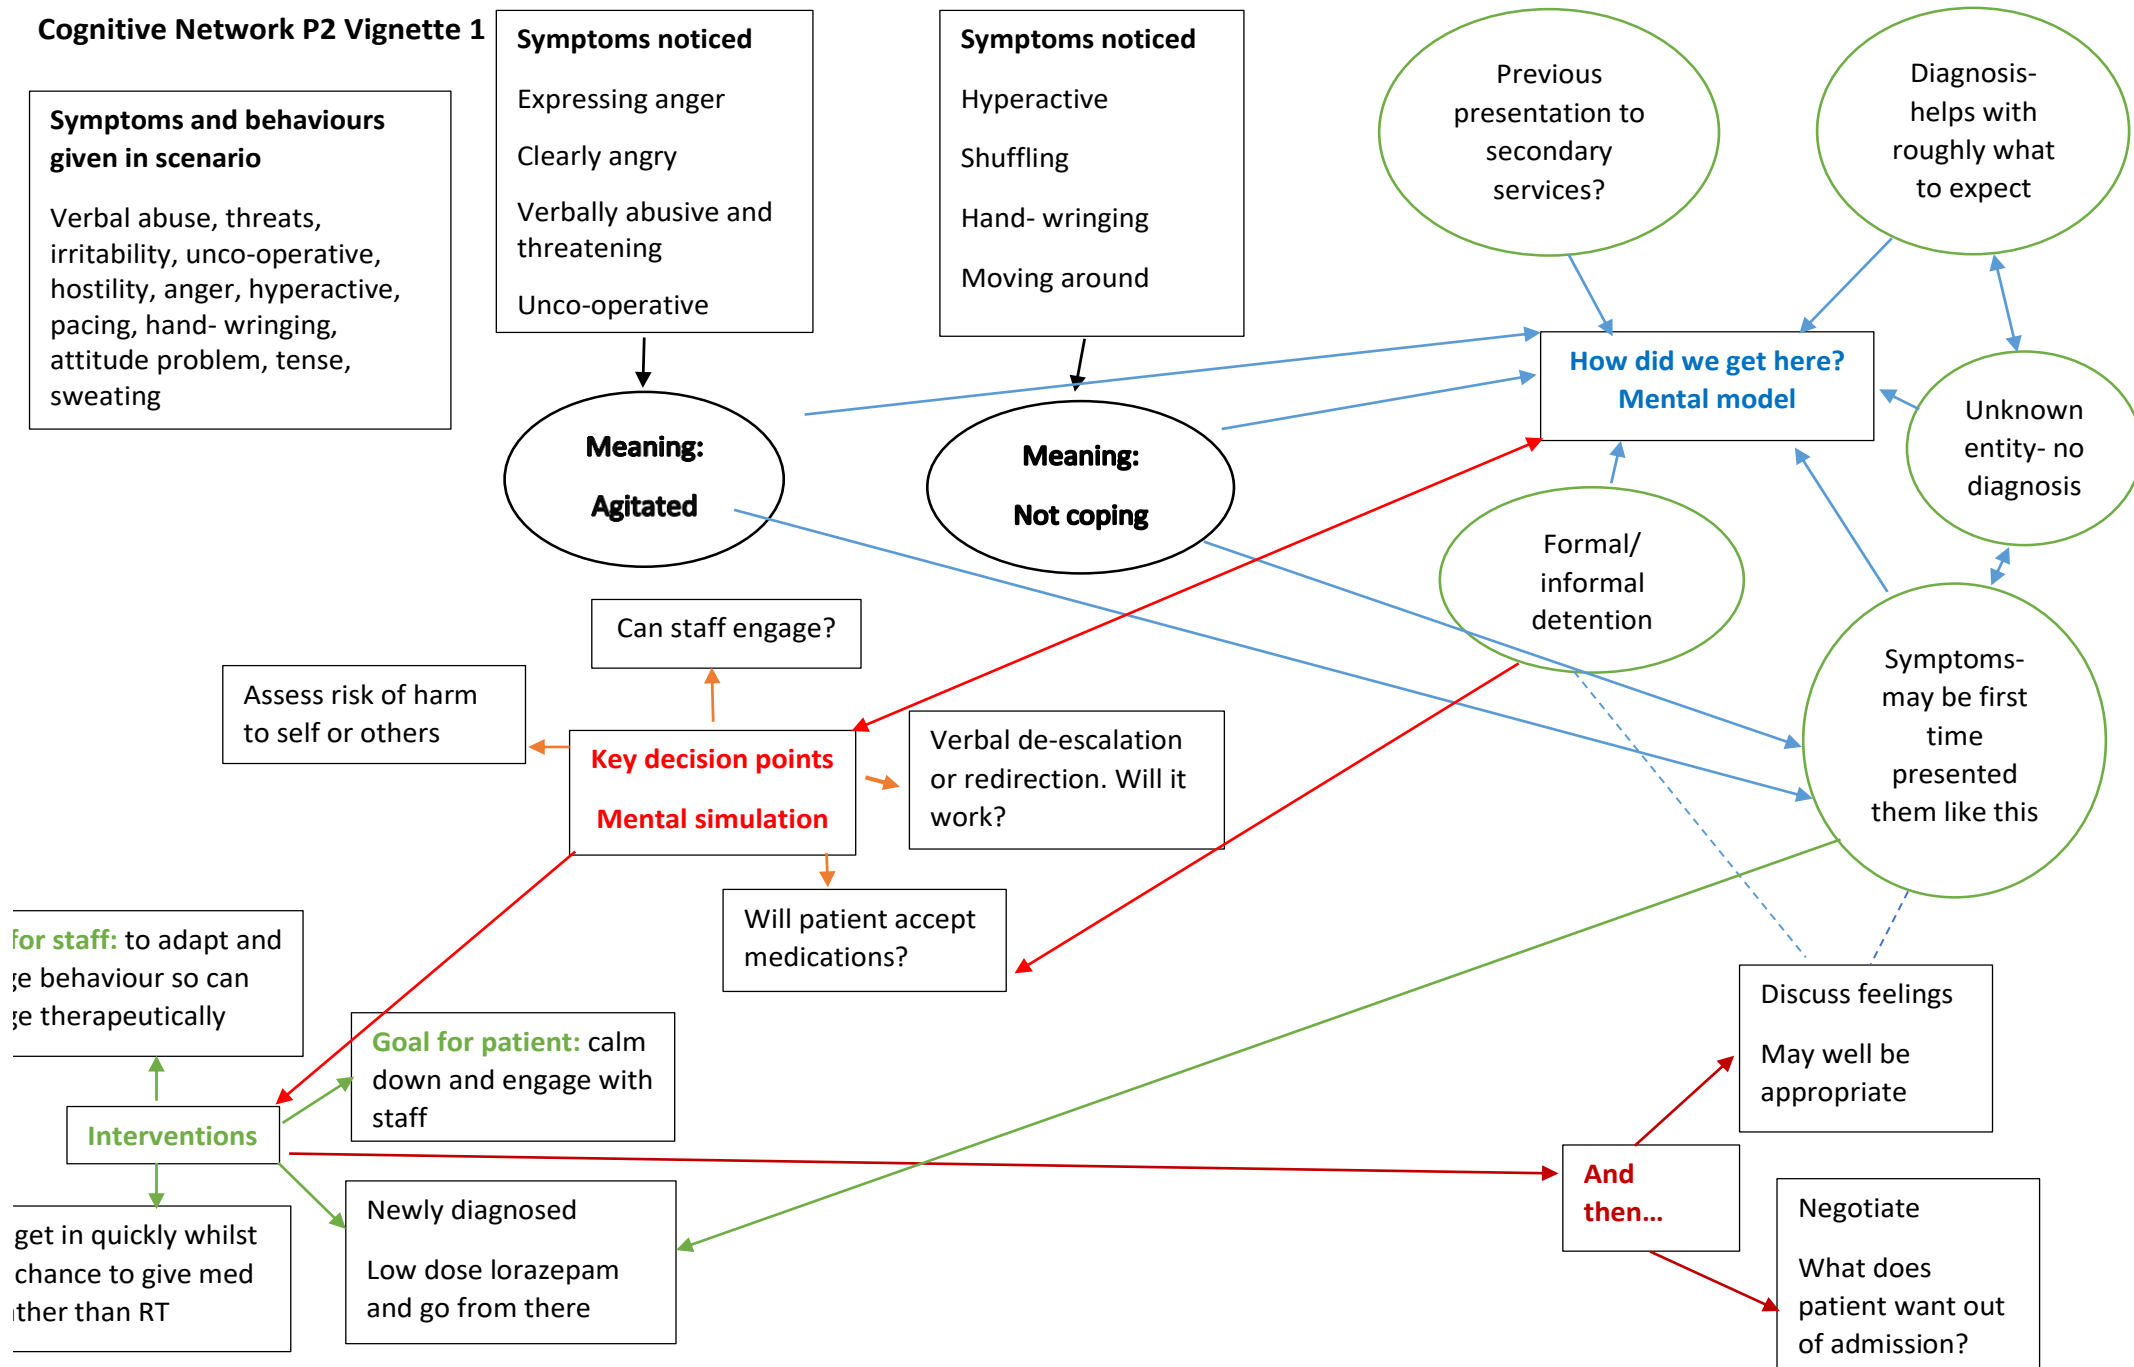 Cognitive Network P2 Vignette 1
Symptoms and behaviours
given in scenario
Verbal abuse, threats,
irritability, unco-operative,
hostility, anger, hyperactive,
pacing, hand- wringing,
attitude problem, tense,
sweating
Symptoms noticed
Expressing anger
Clearly angry
Verbally abusive and
threatening
Unco-operative
Symptoms noticed
Hyperactive
Shuffling
Hand- wringing
Moving around
Previous
presentation to
secondary
services?
Diagnosis-
helps with
roughly what
to expect
How did we get here?
Mental model
Unknown
entity- no
diagnosis
Meaning:
Agitated
Meaning:
Not coping
Formal/
informal
detention
Symptoms-
may be first
time
presented
them like this
Can staff engage?
Assess risk of harm
to self or others
Key decision points
Mental simulation
Verbal de-escalation
or redirection. Will it
work?
Will patient accept
medications?
for staff: to adapt and
behaviour so can
therapeutically
Goal for patient: calm
down and engage with
staff
Interventions
get in quickly whilst
chance to give med
than RT
Newly diagnosed
Low dose lorazepam
and go from there
Discuss feelings
May well be
appropriate
And
then…
Negotiate
What does
patient want out
of admission?